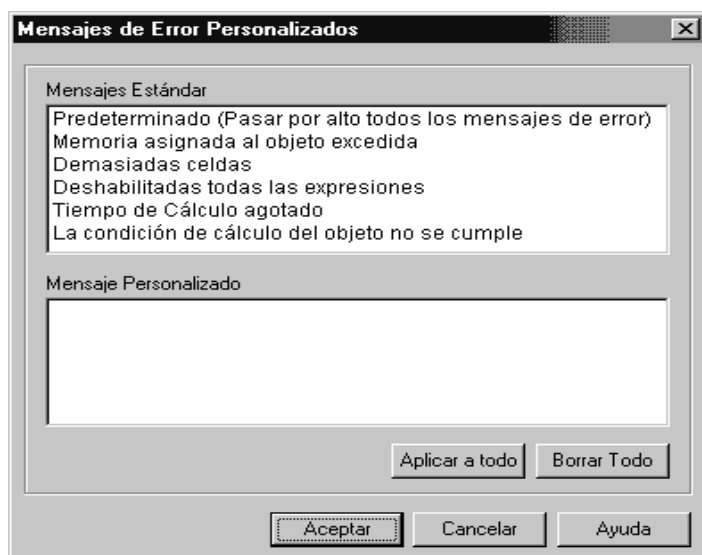 Mensajes de Error Personalizados
Mensajes Estándar
Predeterminado (Pasar por alto todos los mensajes de error)
Memoria asignada al objeto excedida
Demasiadas celdas
Deshabilitadas todas las expresiones
Tiempo de Cálculo agotado
La condición de cálculo del objeto no se cumple
Mensaje Personalizado
Aplicar a todo Borrar Todo
Aceptar Cancelar Ayuda